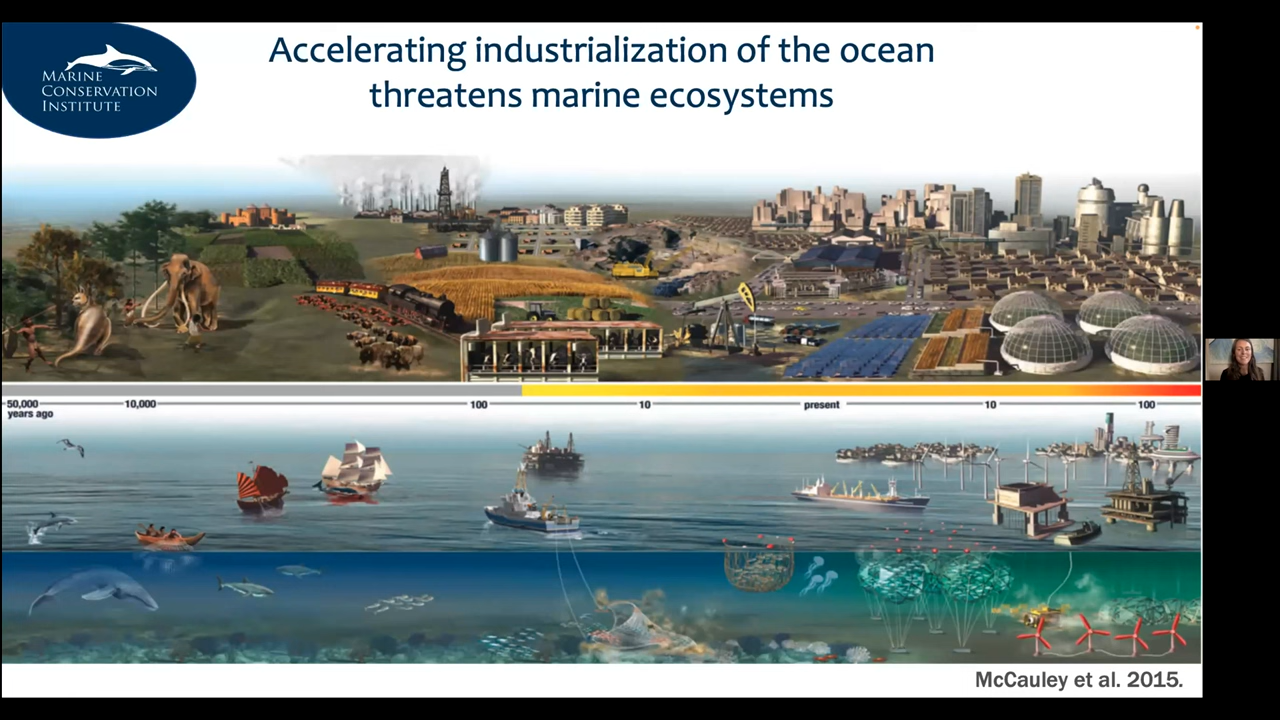 MARINE
CONSERVATION
INSTITUTE
Accelerating industrialization of the ocean
threatens marine ecosystems
50,000 10,000 100 10 present 10 100
years ago
McCauley et al. 2015.